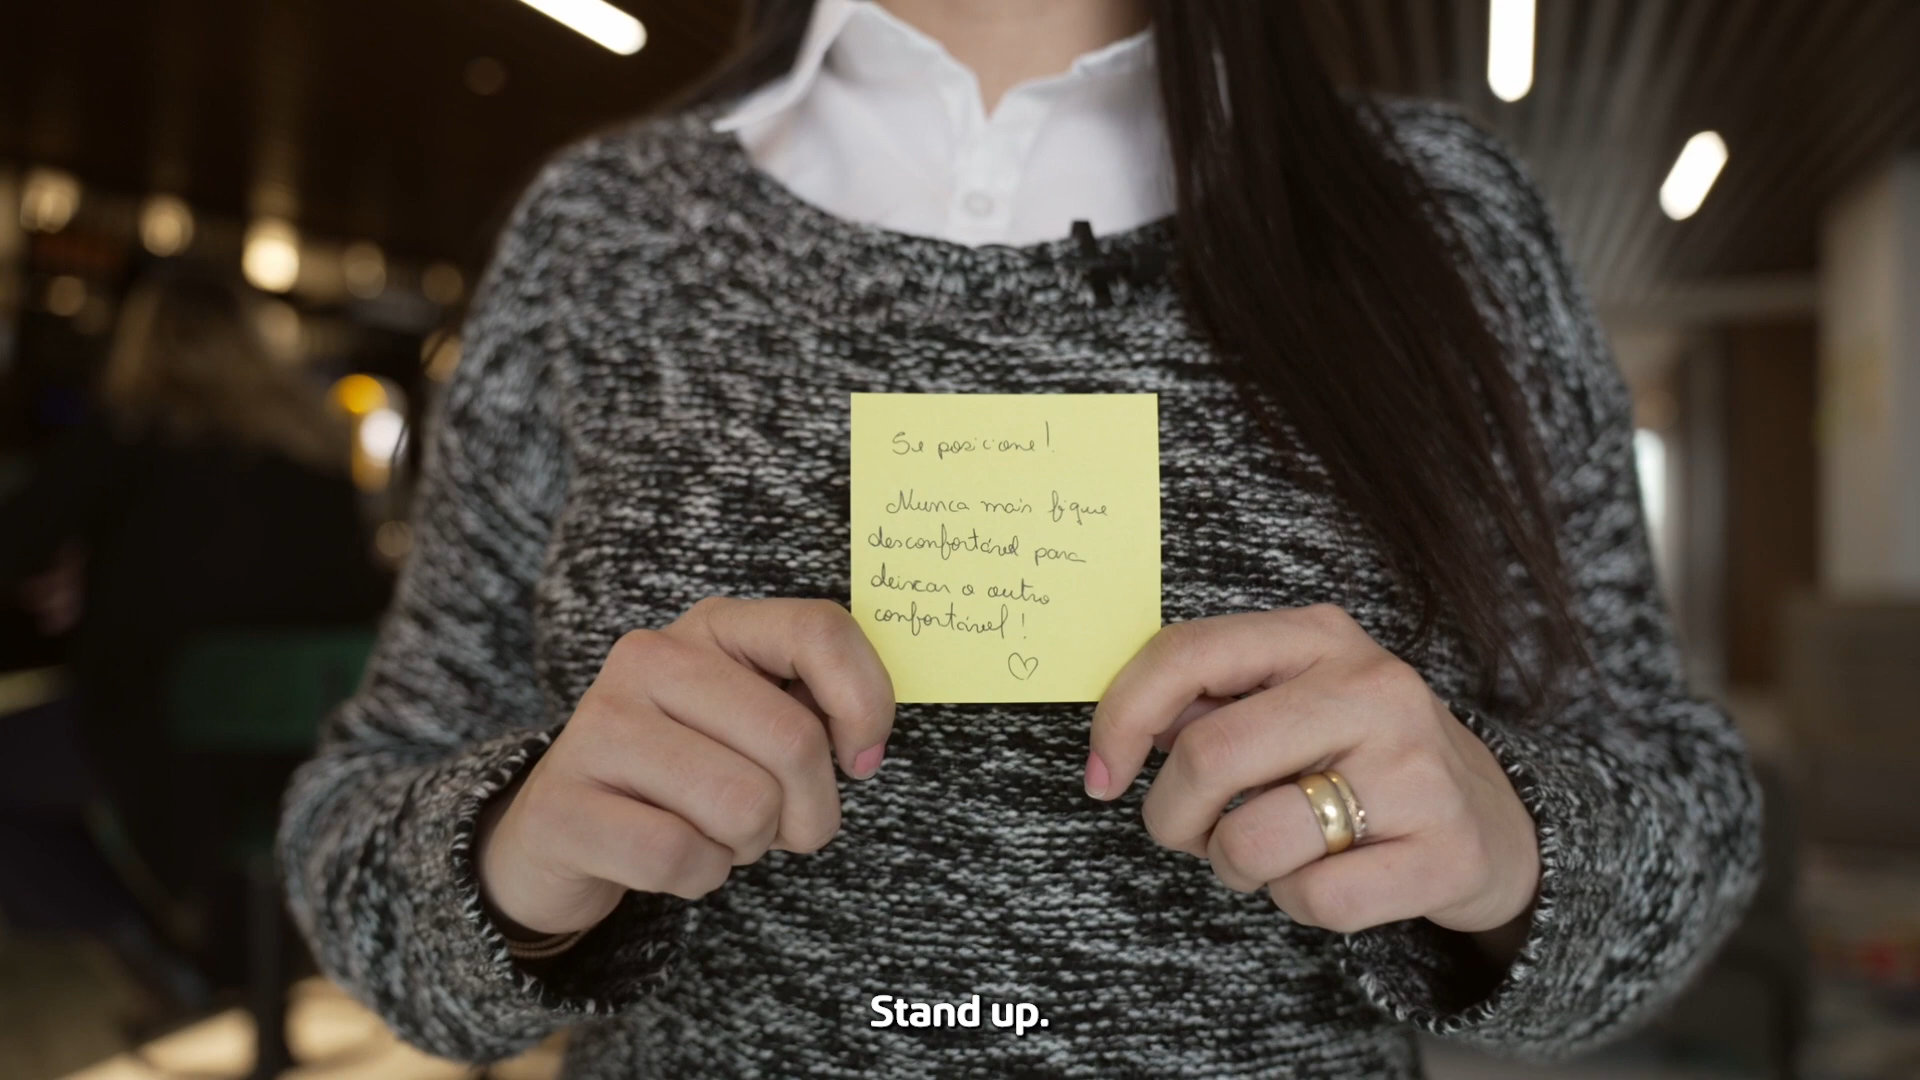 Se posicione!
Nunca mais fique
desconfortável para
deixar o outro
confortável!
Stand up.